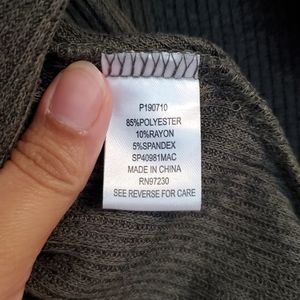 P190710
85%POLYESTER
10%RAYON
5%SPANDEX
SP40981MAC
MADE IN CHINA
RN97230
SEE REVERSE FOR CARE